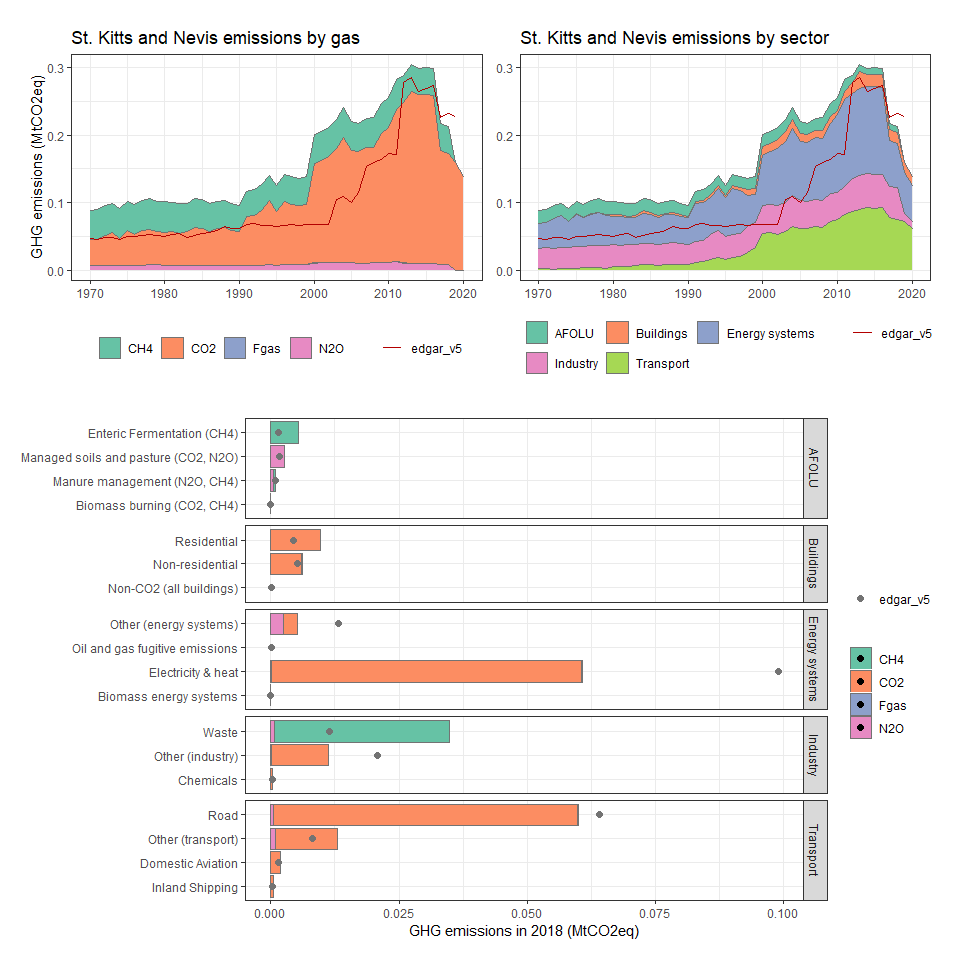 St. Kitts and Nevis emissions by gas
St. Kitts and Nevis emissions by sector
GHG emissions (MtCO2eq)
0.3
0.2
0.1
0.0
1970 1980 1990 2000 2010 2020
0.3
0.2
0.1
0.0
1970 1980 1990 2000 2010 2020
CH4 CO2 Fgas N2O edgar_v5
AFOLU Buildings Energy systems edgar_v5
Industry Transport
Enteric Fermentation (CH4)
Managed soils and pasture (CO2, N2O)
Manure management (N2O, CH4)
Biomass burning (CO2, CH4)
AFOLU
Residential
Non-residential
Non-CO2 (all buildings)
Buildings
Other (energy systems)
Oil and gas fugitive emissions
Electricity & heat
Biomass energy systems
Energy systems
Waste
Other (industry)
Chemicals
Industry
Road
Other (transport)
Domestic Aviation
Inland Shipping
Transport
0.000 0.025 0.050 0.075 0.100
GHG emissions in 2018 (MtCO2eq)
edgar_v5
CH4
CO2
Fgas
N2O